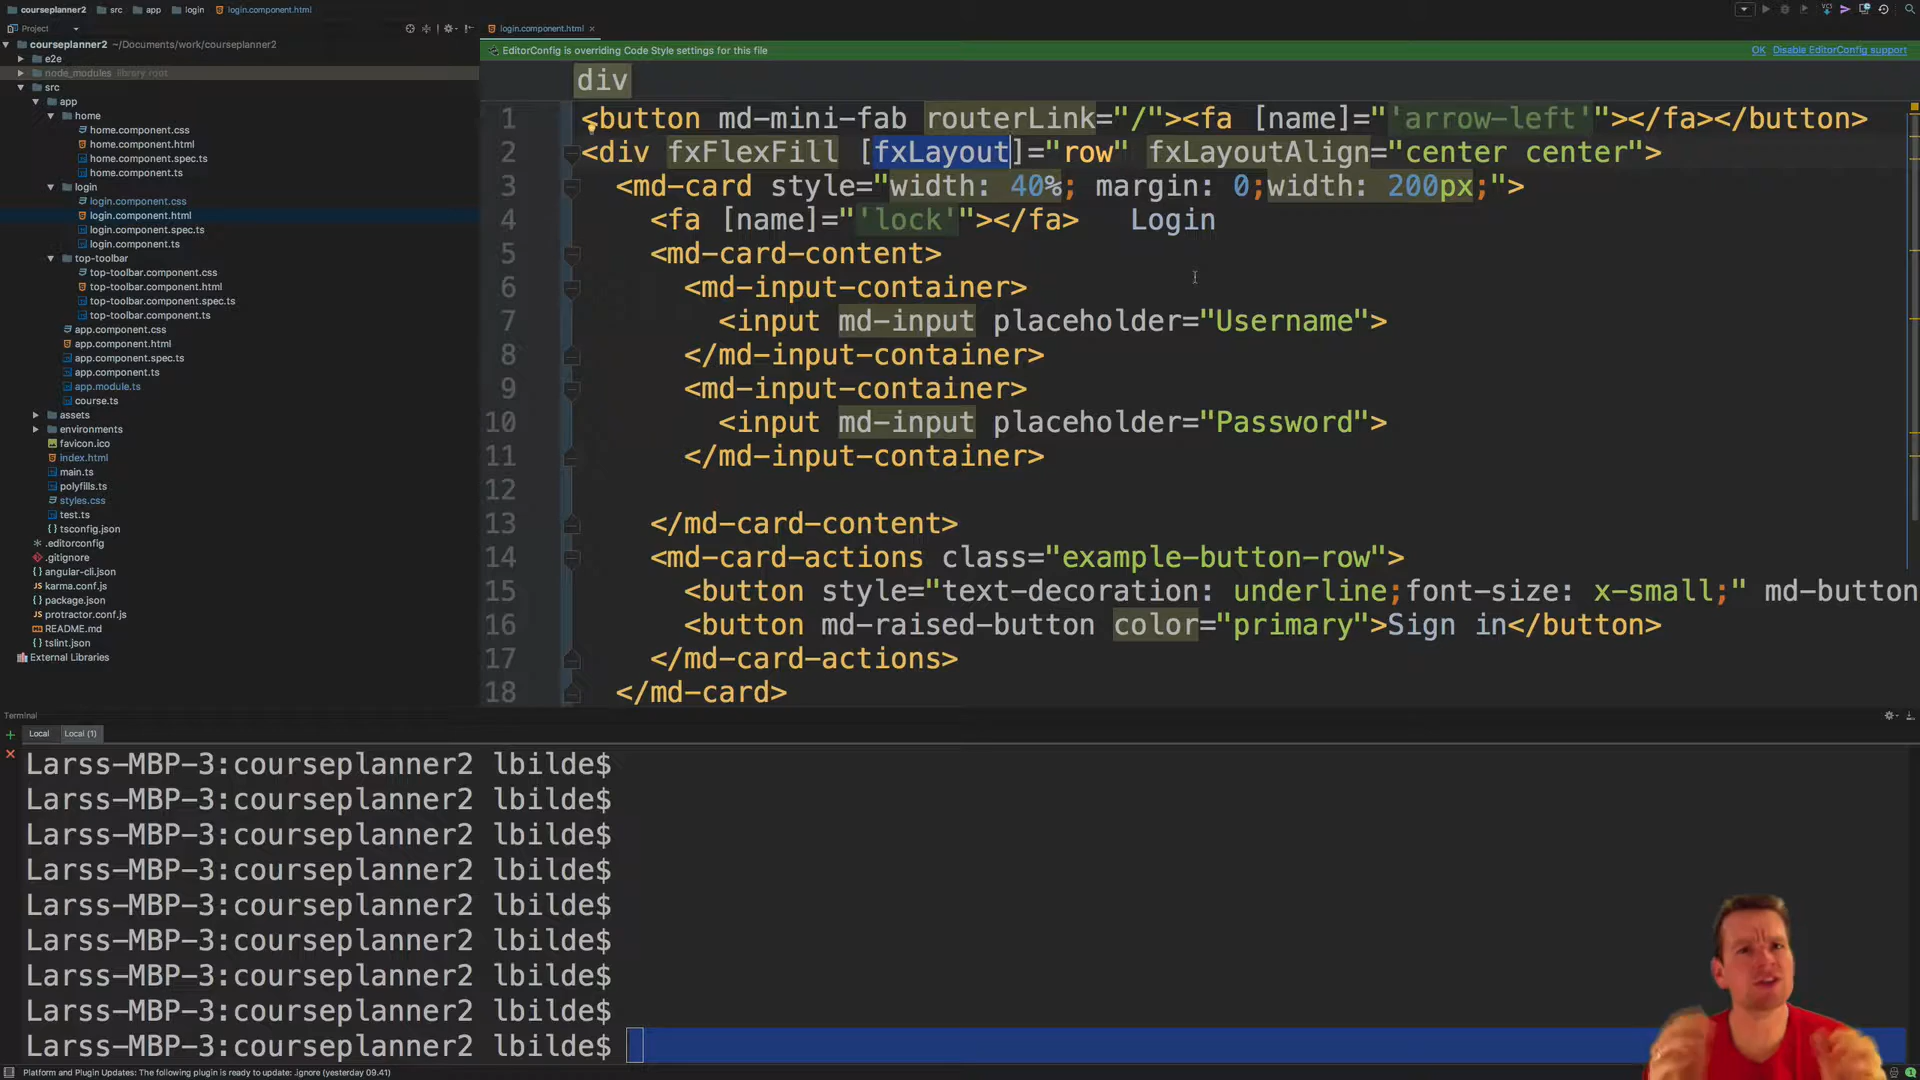 courseplanner2 src app login login.component.html
Project
login.component.html
EditorConfig is overriding Code Style settings for this file
OK Disable EditorConfig support
courseplanner2 ~/Documents/work/courseplanner2
e2e
node_modules library root
src
app
home
home.component.css
home.component.html
home.component.spec.ts
home.component.ts
login
login.component.css
login.component.html
login.component.spec.ts
login.component.ts
top-toolbar
top-toolbar.component.css
top-toolbar.component.html
top-toolbar.component.spec.ts
top-toolbar.component.ts
app.component.css
app.component.html
app.component.spec.ts
app.component.ts
app.module.ts
course.ts
assets
environments
favicon.ico
index.html
main.ts
polyfills.ts
styles.css
test.ts
tsconfig.json
.editorconfig
.gitignore
angular-cli.json
karma.conf.js
package.json
protractor.conf.js
README.md
tslint.json
External Libraries
div
1 <button md-mini-fab routerLink="/"><fa [name]="'arrow-left'"></fa></button>
2 <div fxFlexFill [fxLayout]="row" fxLayoutAlign="center center">
3 <md-card style="width: 40%; margin: 0;width: 200px;">
4 <fa [name]="'lock'"></fa> Login
5 <md-card-content>
6 <md-input-container>
7 <input md-input placeholder="Username">
8 </md-input-container>
9 <md-input-container>
10 <input md-input placeholder="Password">
11 </md-input-container>
12
13 </md-card-content>
14 <md-card-actions class="example-button-row">
15 <button style="text-decoration: underline;font-size: x-small;" md-button
16 <button md-raised-button color="primary">Sign in</button>
17 </md-card-actions>
18 </md-card>
Terminal
Local Local (1)
Larss-MBP-3:courseplanner2 lbilde$
Larss-MBP-3:courseplanner2 lbilde$
Larss-MBP-3:courseplanner2 lbilde$
Larss-MBP-3:courseplanner2 lbilde$
Larss-MBP-3:courseplanner2 lbilde$
Larss-MBP-3:courseplanner2 lbilde$
Larss-MBP-3:courseplanner2 lbilde$
Larss-MBP-3:courseplanner2 lbilde$
Larss-MBP-3:courseplanner2 lbilde$
Platform and Plugin Updates: The following plugin is ready to update: .ignore (yesterday 09.41)